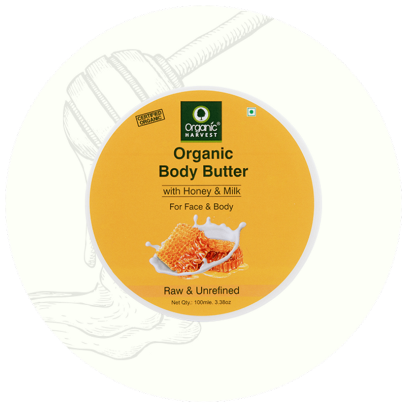 CERTIFIED
ORGANIC
Organic®
HARVEST
Organic
Body Butter
with Honey & Milk
For Face & Body
Raw & Unrefined
Net Qty.: 100mle. 3.38oz